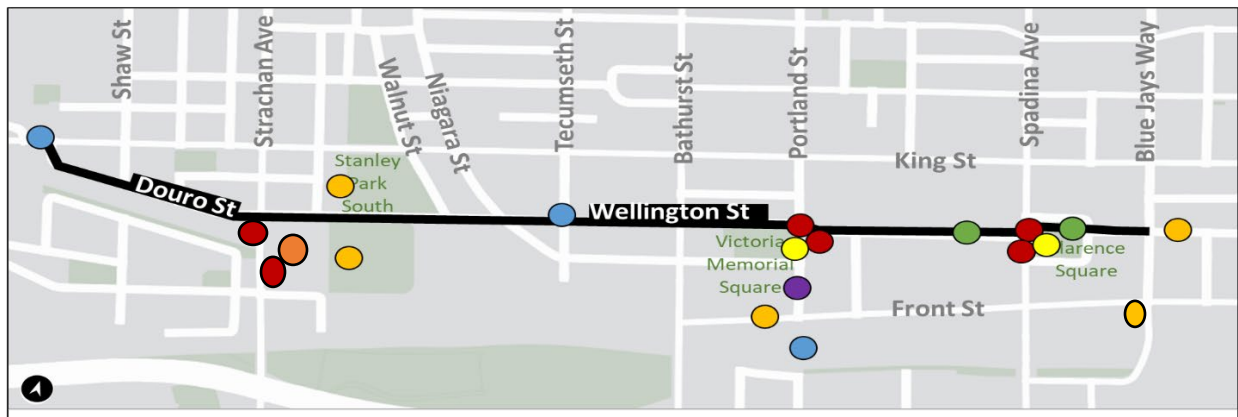 Shaw St
Strachan Ave
Walnut St
Niagara St
Tecumseth St
Bathurst St
Portland St
Spadina Ave
Blue Jays Way
King St
Stanley
Park
South
Douro St
Wellington St
Victoria
Memorial
Square
Clarence
Square
Front St